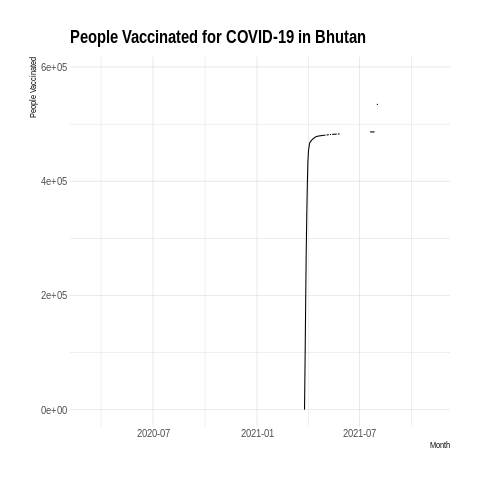 People Vaccinated for COVID-19 in Bhutan
People Vaccinated
6e+05
4e+05
2e+05
0e+00
2020-07
2021-01
2021-07
Month